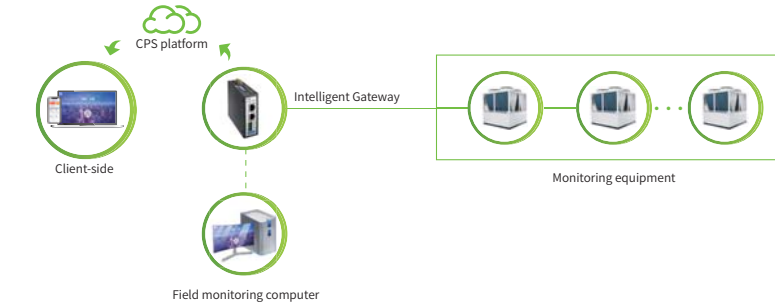 CPS platform
Intelligent Gateway
Client-side
Monitoring equipment
Field monitoring computer